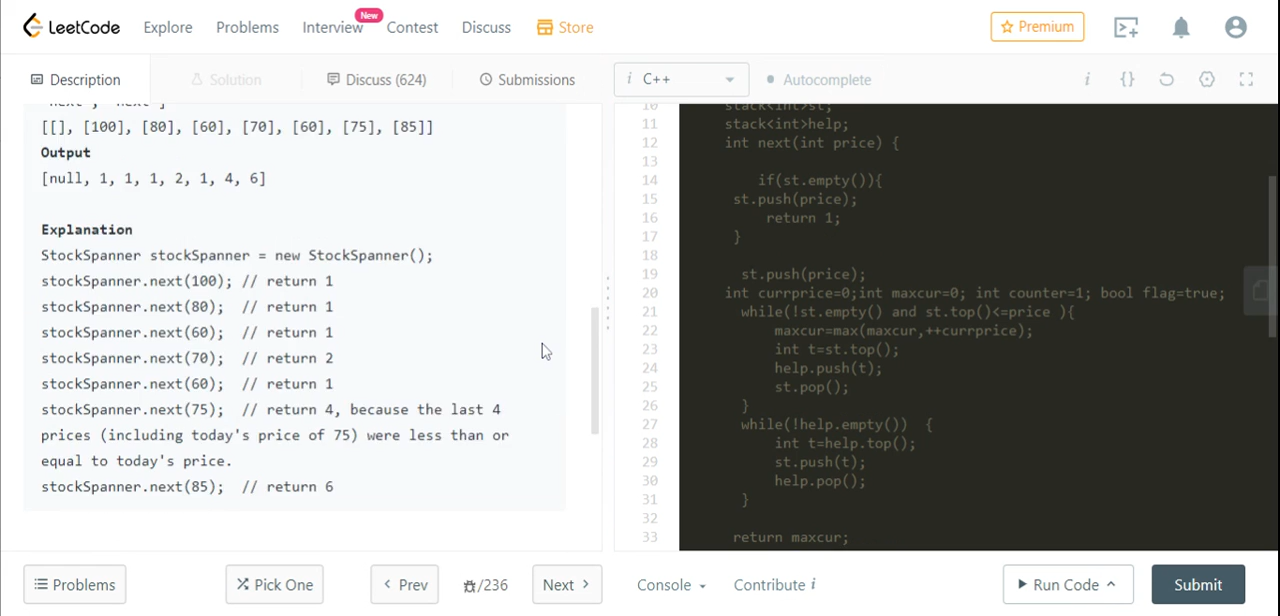 LeetCode Explore Problems Interview New Contest Discuss Store Premium
Description Solution Discuss (624) Submissions i C++ Autocomplete i {}
[[], [100], [80], [60], [70], [60], [75], [85]]
Output
[null, 1, 1, 1, 2, 1, 4, 6]
Explanation
StockSpanner stockSpanner = new StockSpanner();
stockSpanner.next(100); // return 1
stockSpanner.next(80);  // return 1
stockSpanner.next(60);  // return 1
stockSpanner.next(70);  // return 2
stockSpanner.next(60);  // return 1
stockSpanner.next(75);  // return 4, because the last 4
prices (including today's price of 75) were less than or
equal to today's price.
stockSpanner.next(85);  // return 6
10 stack<int>st;
11 stack<int>help;
12 int next(int price) {
13
14 if(st.empty()){
15 st.push(price);
16 return 1;
17 }
18
19 st.push(price);
20 int currprice=0;int maxcur=0; int counter=1; bool flag=true;
21 while(!st.empty() and st.top()<=price ){
22 maxcur=max(maxcur,++currprice);
23 int t=st.top();
24 help.push(t);
25 st.pop();
26 }
27 while(!help.empty())  {
28 int t=help.top();
29 st.push(t);
30 help.pop();
31 }
32
33 return maxcur;
Problems Pick One Prev /236 Next Console Contribute i Run Code Submit